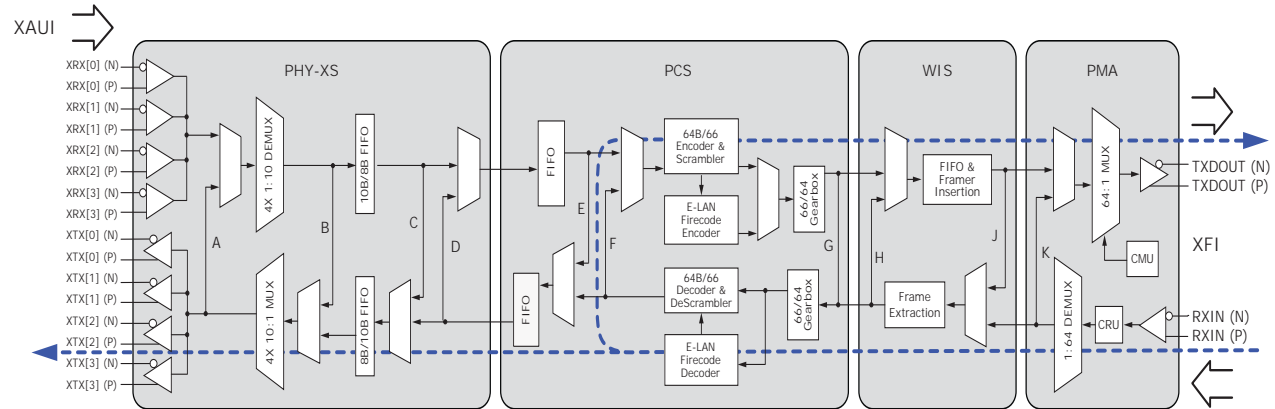 XAUI
PHY-XS
PCS
WIS
PMA
XRX[0] (N)
XRX[0] (P)
XRX[1] (N)
XRX[1] (P)
XRX[2] (N)
XRX[2] (P)
XRX[3] (N)
XRX[3] (P)
XTX[0] (N)
XTX[0] (P)
XTX[1] (N)
XTX[1] (P)
XTX[2] (N)
XTX[2] (P)
XTX[3] (N)
XTX[3] (P)
A
4X 1:10 DEMUX
4X 10:1 MUX
B
10B/8B FIFO
8B/10B FIFO
C
D
FIFO
FIFO
E
F
64B/66
Encoder &
Scrambler
E-LAN
Firecode
Encoder
66/64
Gearbox
64B/66
Decoder &
DeScrambler
E-LAN
Firecode
Decoder
66/64
Gearbox
G
H
FIFO &
Framer
Insertion
Frame
Extraction
J
K
64:1 MUX
CMU
1:64 DEMUX
CRU
TXDOUT (N)
TXDOUT (P)
XFI
RXIN (N)
RXIN (P)